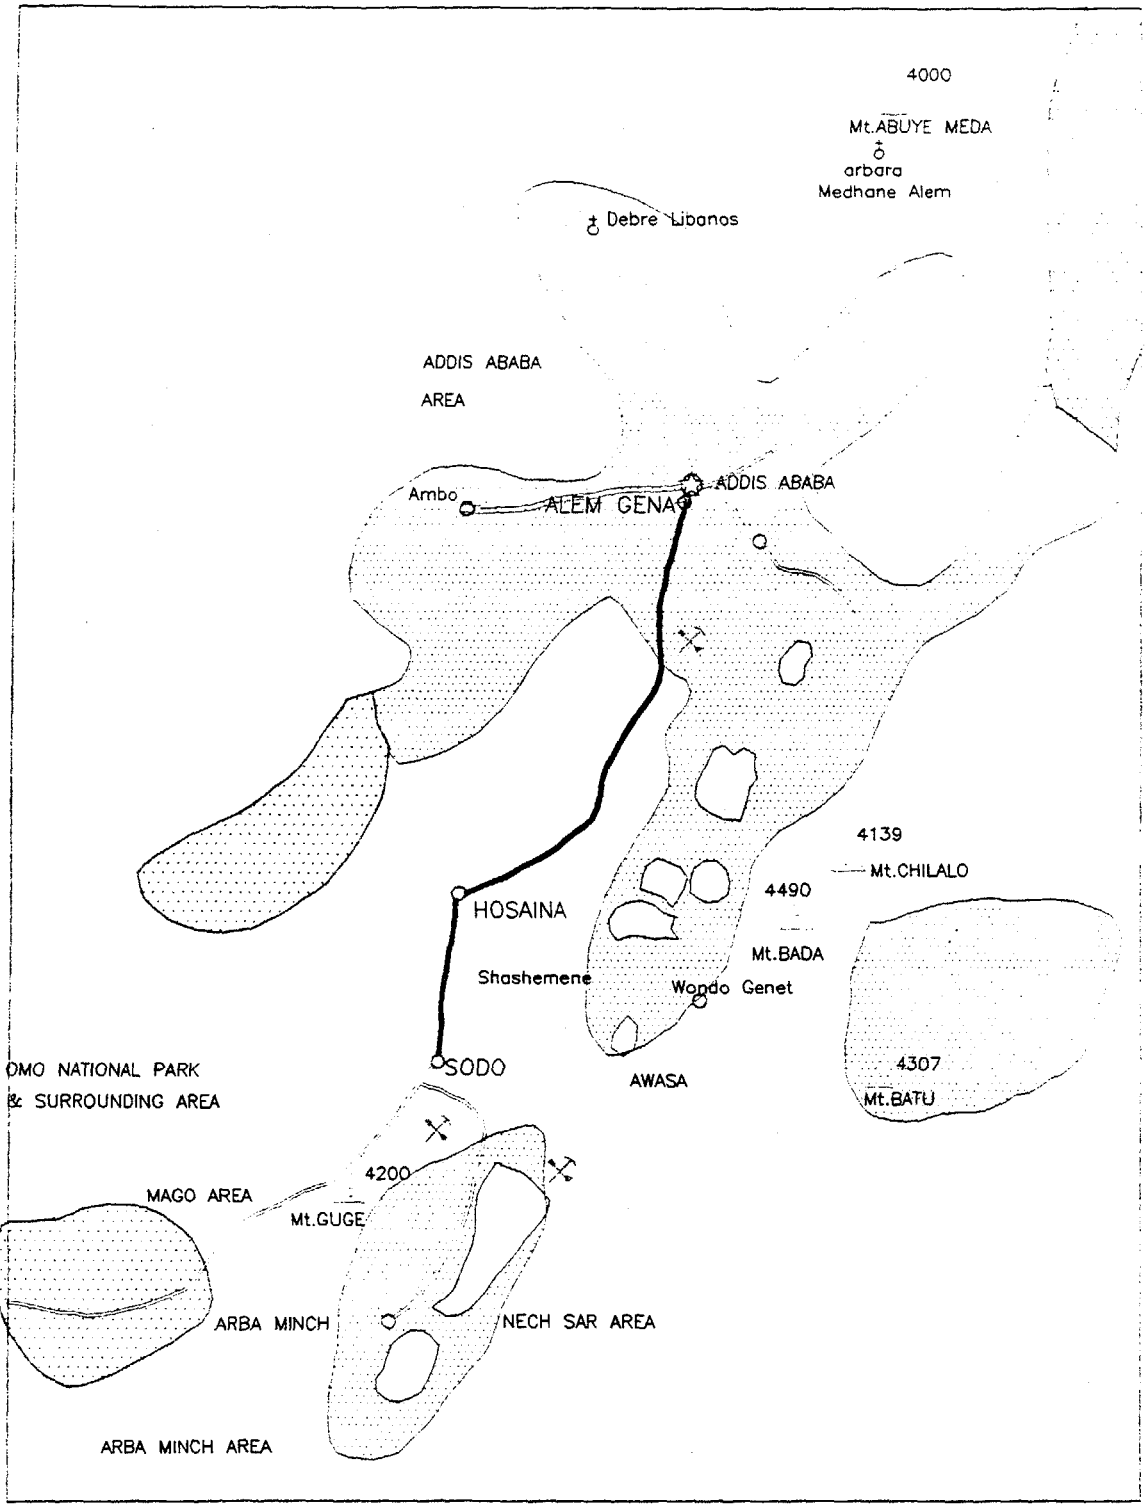 4000
Mt.ABUYE MEDA
arbara
Medhane Alem
Debre Libanos
ADDIS ABABA
AREA
Ambo
ALEM GENA
ADDIS ABABA
4139
Mt.CHILALO
4490
HOSAINA
Mt.BADA
Shashemene
Wondo Genet
SODO
AWASA
4307
Mt.BATU
OMO NATIONAL PARK
& SURROUNDING AREA
4200
MAGO AREA
Mt.GUGE
ARBA MINCH
NECH SAR AREA
ARBA MINCH AREA